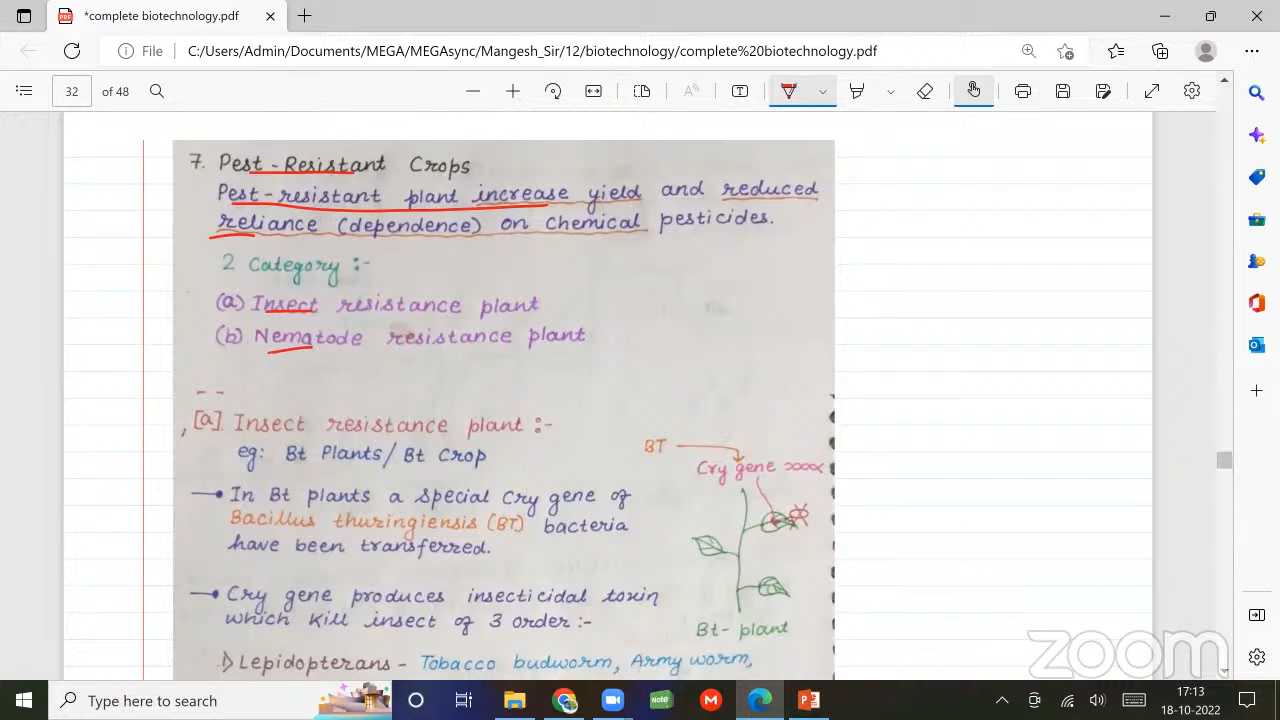 *complete biotechnology.pdf
File
C:/Users/Admin/Documents/MEGA/MEGAsync/Mangesh_Sir/12/biotechnology/complete%20biotechnology.pdf
32 of 48
7. Pest-Resistant Crops
Pest-resistant plant increase yield and reduced
reliance (dependence) on chemical pesticides.
2 Category :-
(a) Insect resistance plant
(b) Nematode resistance plant
[a] Insect resistance plant :-
eg: Bt Plants/ Bt Crop
BT
Cry gene
In Bt plants a special Cry gene of
Bacillus thuringiensis (BT) bacteria
have been transferred.
Cry gene produces insecticidal toxin
which kill insect of 3 order :-
Bt- plant
1) Lepidopterans - Tobacco budworm, Army worm,
zoom
Type here to search
Note
17:13
18-10-2022